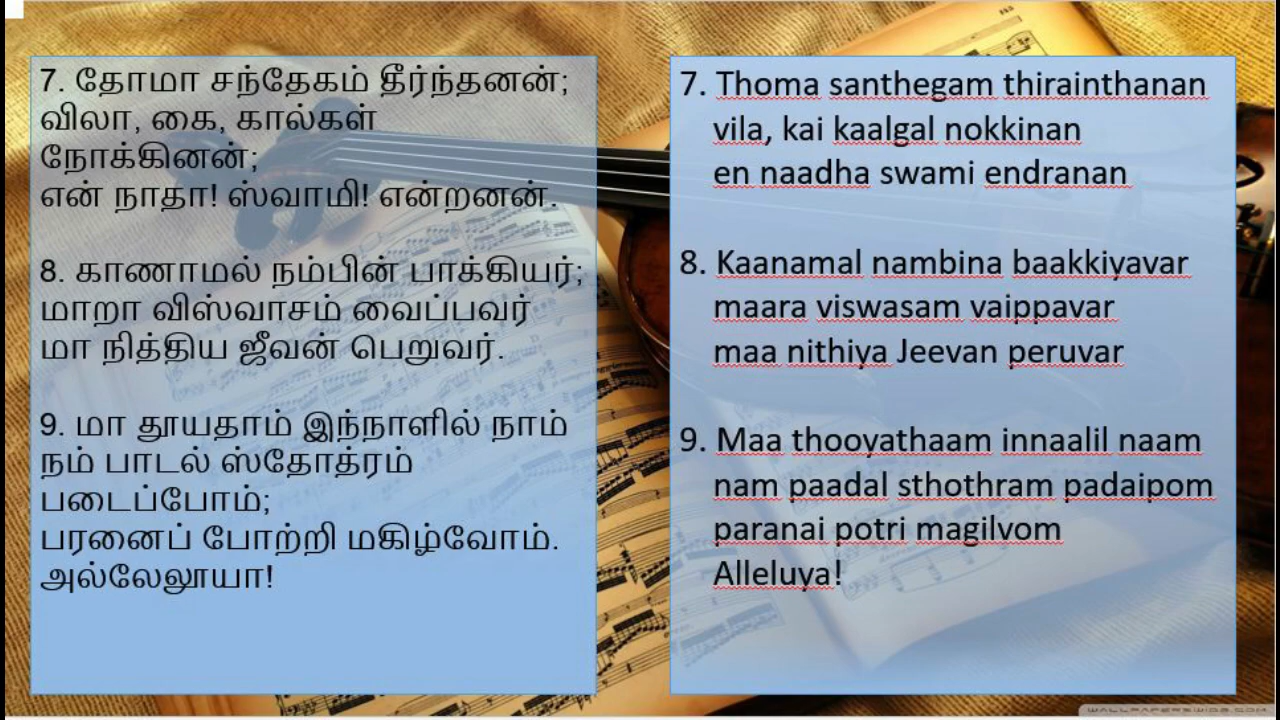 7. தோமா சந்தேகம் தீர்ந்தனன்;
விலா, கை, கால்கள்
நோக்கினன்;
என் நாதா! ஸ்வாமி! என்றனன்.
8. காணாமல் நம்பின் பாக்கியர்;
மாறா விஸ்வாசம் வைப்பவர்
மா நித்திய ஜீவன் பெறுவர்.
9. மா தூயதாம் இந்நாளில் நாம்
நம் பாடல் ஸ்தோத்ரம்
படைப்போம்;
பரனைப் போற்றி மகிழ்வோம்.
அல்லேலூயா!
7. Thoma santhegam thirainthanan
vila, kai kaalgal nokkinan
en naadha swami endranan
8. Kaanamal nambina baakkiyavar
maara viswasam vaippavar
maa nithiya Jeevan peruvar
9. Maa thooyathaam innaalil naam
nam paadal sthothram padaipom
paranai potri magilvom
Alleluya!
WALLPAPERSWIDE.COM